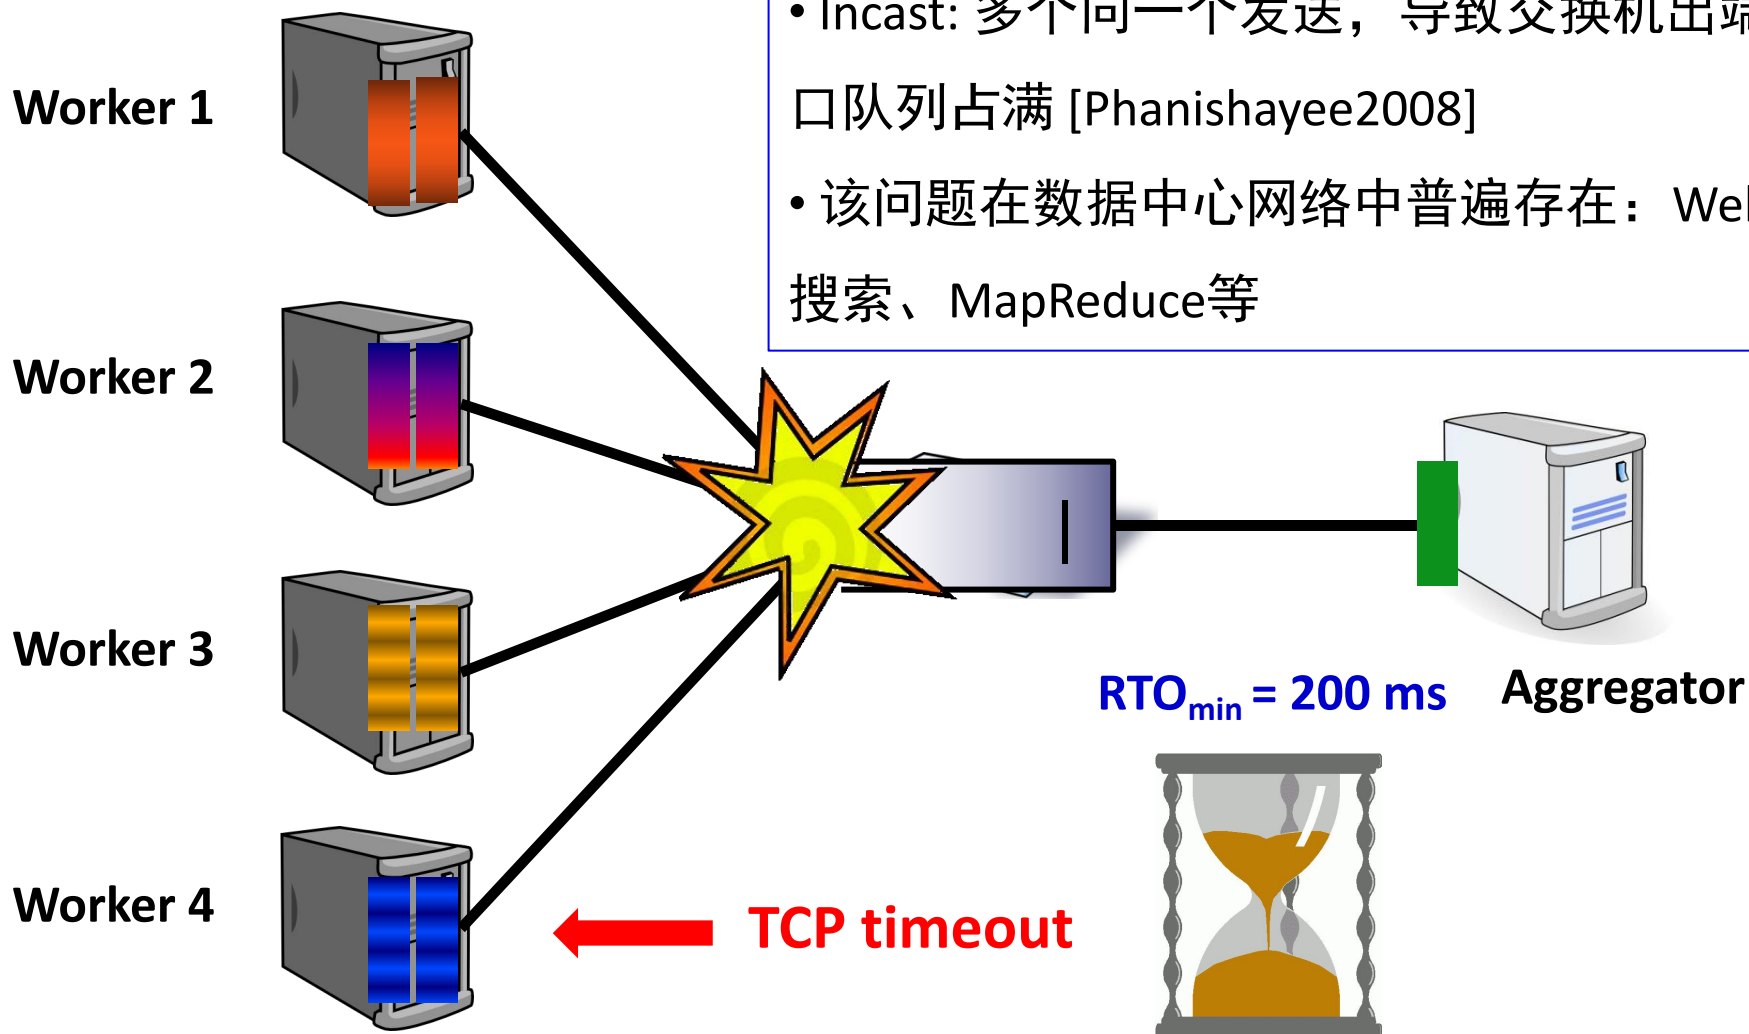 • Incast: 多个向一个发送，导致交换机出端
口队列占满 [Phanishayee2008]
• 该问题在数据中心网络中普遍存在：Web
搜索、MapReduce等
Worker 1
Worker 2
Worker 3
RTOmin = 200 ms
Aggregator
Worker 4
TCP timeout